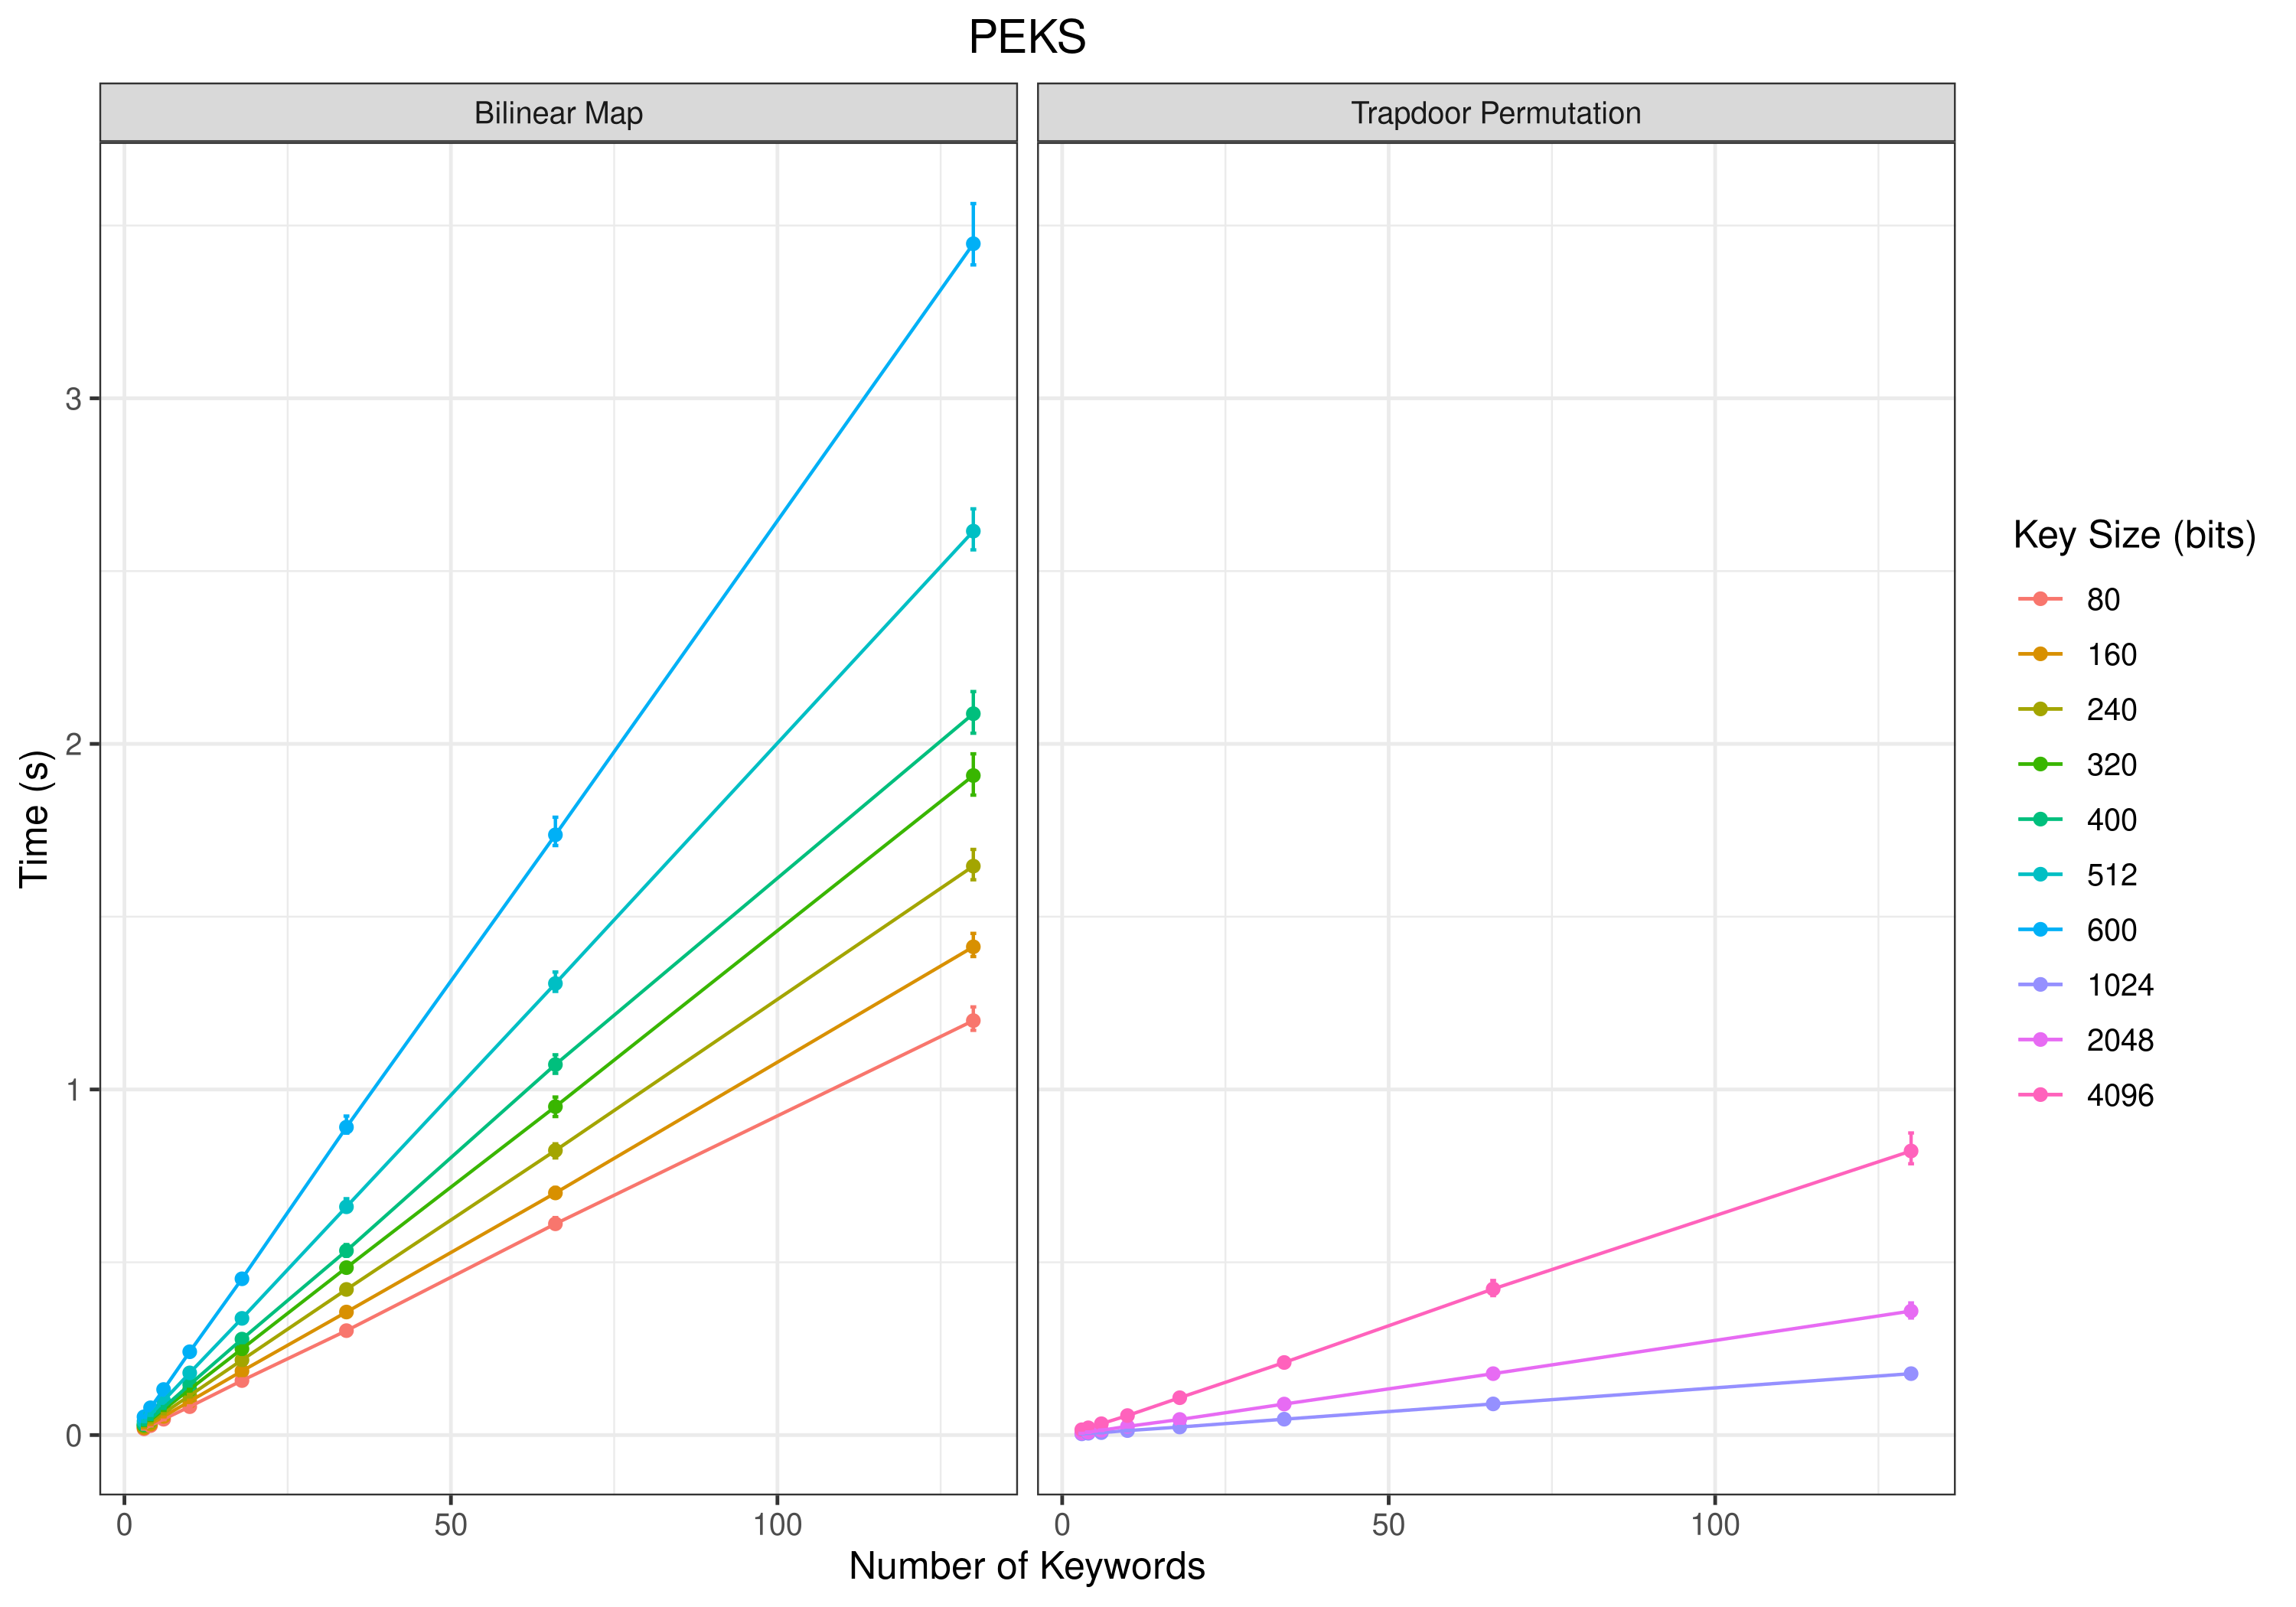 PEKS
Bilinear Map
Trapdoor Permutation
3
2
1
0
Time (s)
0 50 100
0 50 100
Number of Keywords
Key Size (bits)
80
160
240
320
400
512
600
1024
2048
4096